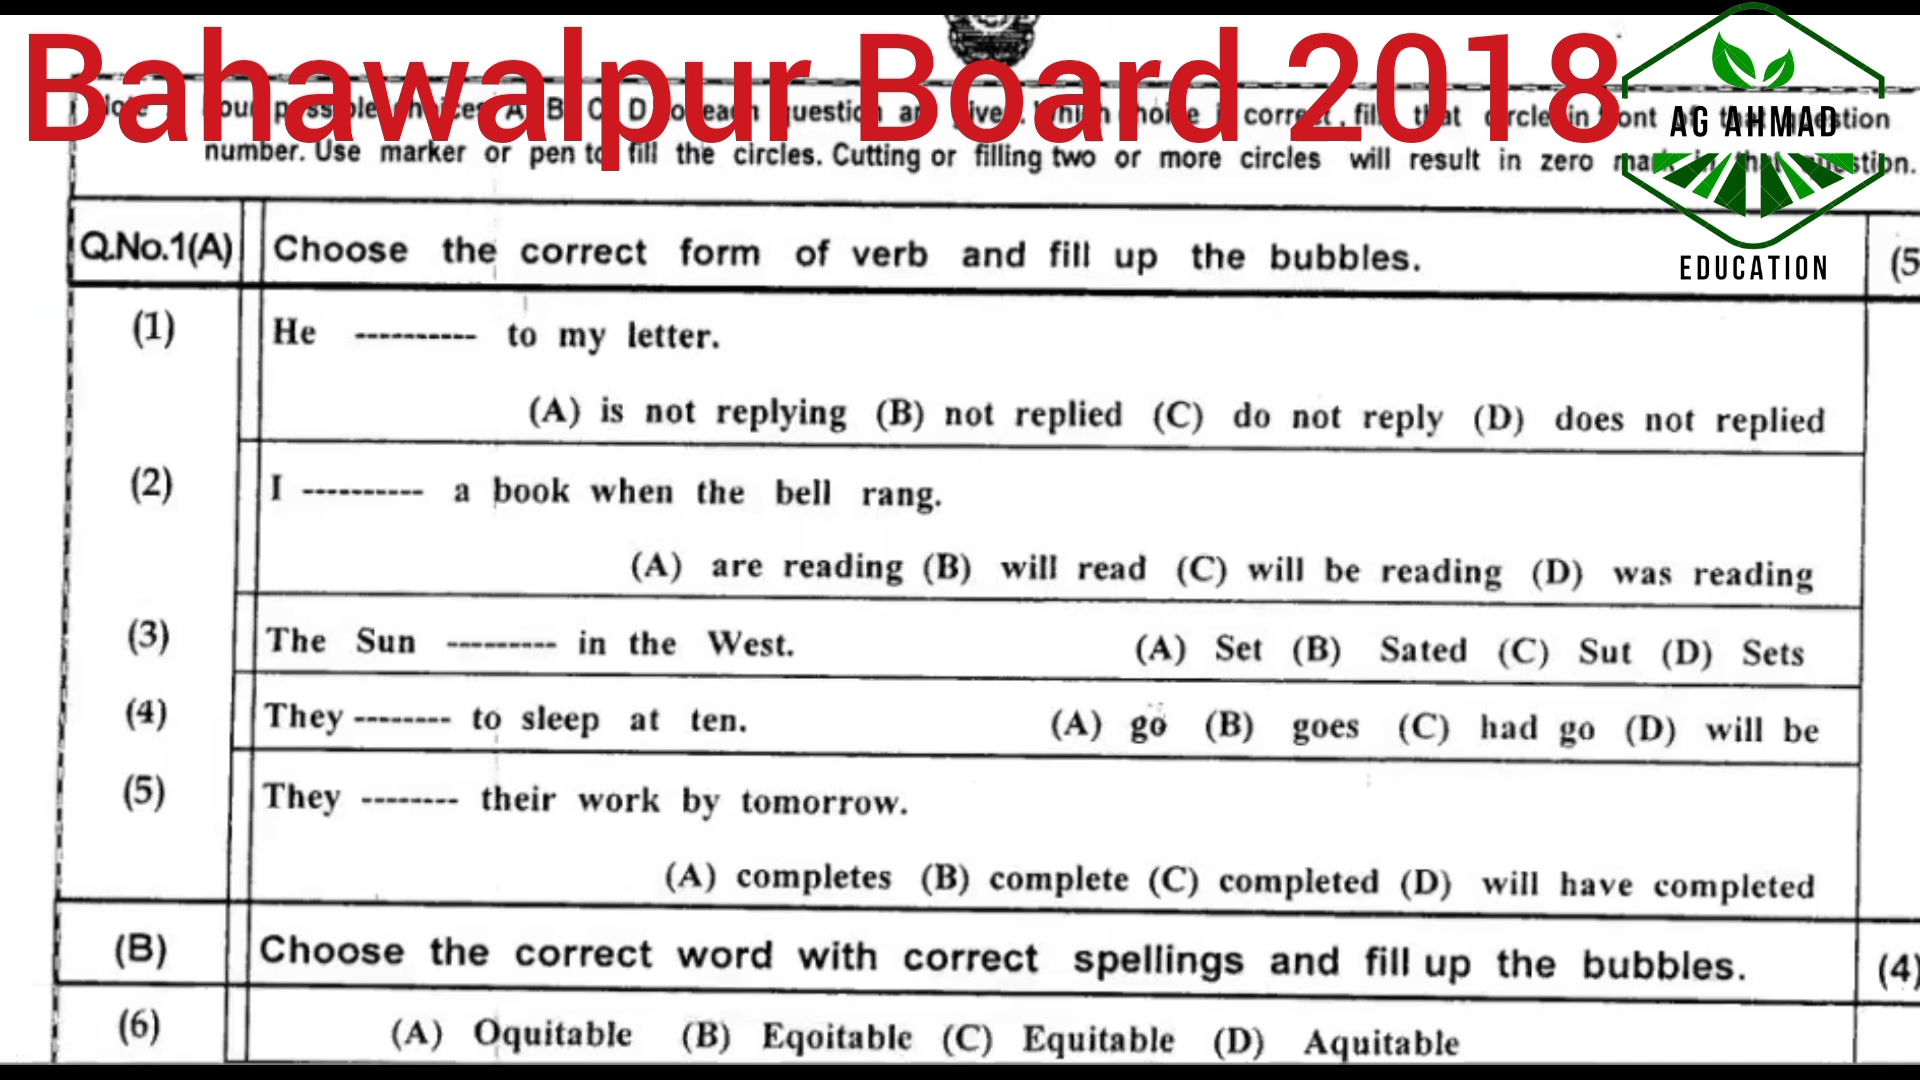 Bahawalpur Board 2018
AG AHMAD
EDUCATION
number. Use marker or pen to fill the circles. Cutting or filling two or more circles will result in zero mark in that question.
Q.No.1(A) Choose the correct form of verb and fill up the bubbles. (5
(1) He ---------- to my letter.
(A) is not replying (B) not replied (C) do not reply (D) does not replied
(2) I ---------- a book when the bell rang.
(A) are reading (B) will read (C) will be reading (D) was reading
(3) The Sun --------- in the West. (A) Set (B) Sated (C) Sut (D) Sets
(4) They -------- to sleep at ten. (A) go (B) goes (C) had go (D) will be
(5) They -------- their work by tomorrow.
(A) completes (B) complete (C) completed (D) will have completed
(B) Choose the correct word with correct spellings and fill up the bubbles. (4)
(6) (A) Oquitable (B) Eqoitable (C) Equitable (D) Aquitable